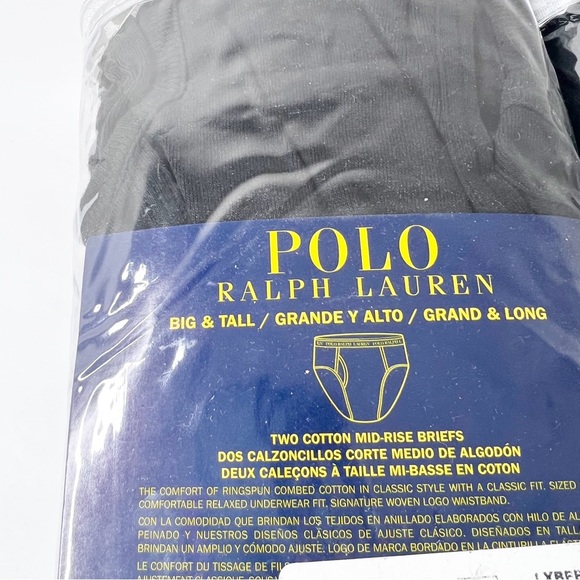 POLO
RALPH LAUREN
BIG & TALL / GRANDE Y ALTO / GRAND & LONG
TWO COTTON MID-RISE BRIEFS
DOS CALZONCILLOS CORTE MEDIO DE ALGODÓN
DEUX CALEÇONS À TAILLE MI-BASSE EN COTON
THE COMFORT OF RINGSPUN COMBED COTTON IN CLASSIC STYLE WITH A CLASSIC FIT. SIZED
COMFORTABLE RELAXED UNDERWEAR FIT. SIGNATURE WOVEN LOGO WAISTBAND.
CON LA COMODIDAD QUE BRINDAN LOS TEJIDOS EN ANILLADO ELABORADOS CON HILO DE AL
PEINADO Y NUESTROS DISEÑOS CLÁSICOS DE AJUSTE CLÁSICO. DISEÑADOS EN TALL
BRINDAN UN AMPLIO Y CÓMODO AJUSTE. LOGO DE MARCA BORDADO EN LA CINTURILLA ELÁST
LE CONFORT DU TISSAGE DE FILS